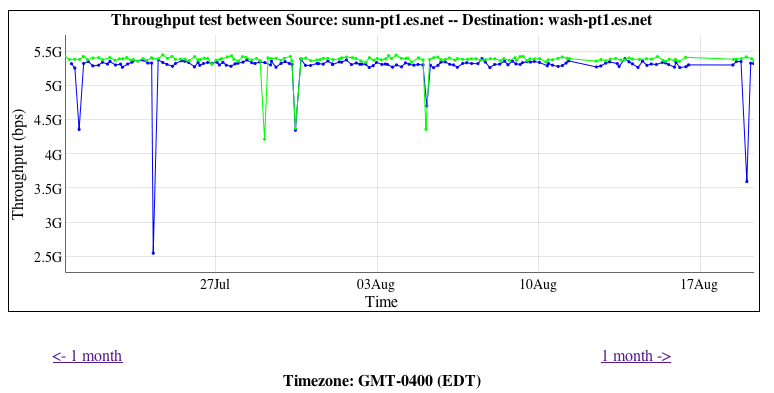 Throughput test between Source: sunn-pt1.es.net -- Destination: wash-pt1.es.net
5.5G
5G
4.5G
4G
3.5G
3G
2.5G
Throughput (bps)
27Jul 03Aug 10Aug 17Aug
Time
<- 1 month 1 month ->
Timezone: GMT-0400 (EDT)